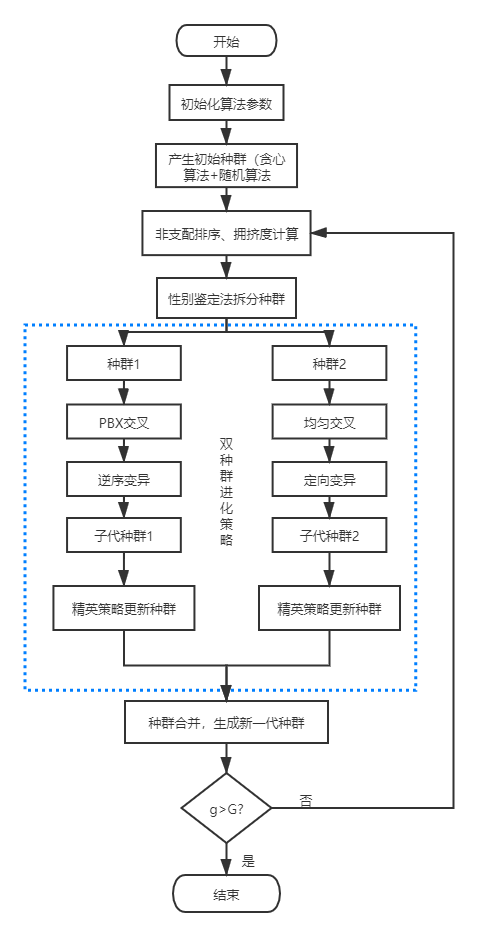 开始
初始化算法参数
产生初始种群（贪心
算法+随机算法
非支配排序、拥挤度计算
性别鉴定法拆分种群
种群1
种群2
PBX交叉
均匀交叉
双
种
群
进
化
策
略
逆序变异
定向变异
子代种群1
子代种群2
精英策略更新种群
精英策略更新种群
种群合并，生成新一代种群
g>G?
否
是
结束